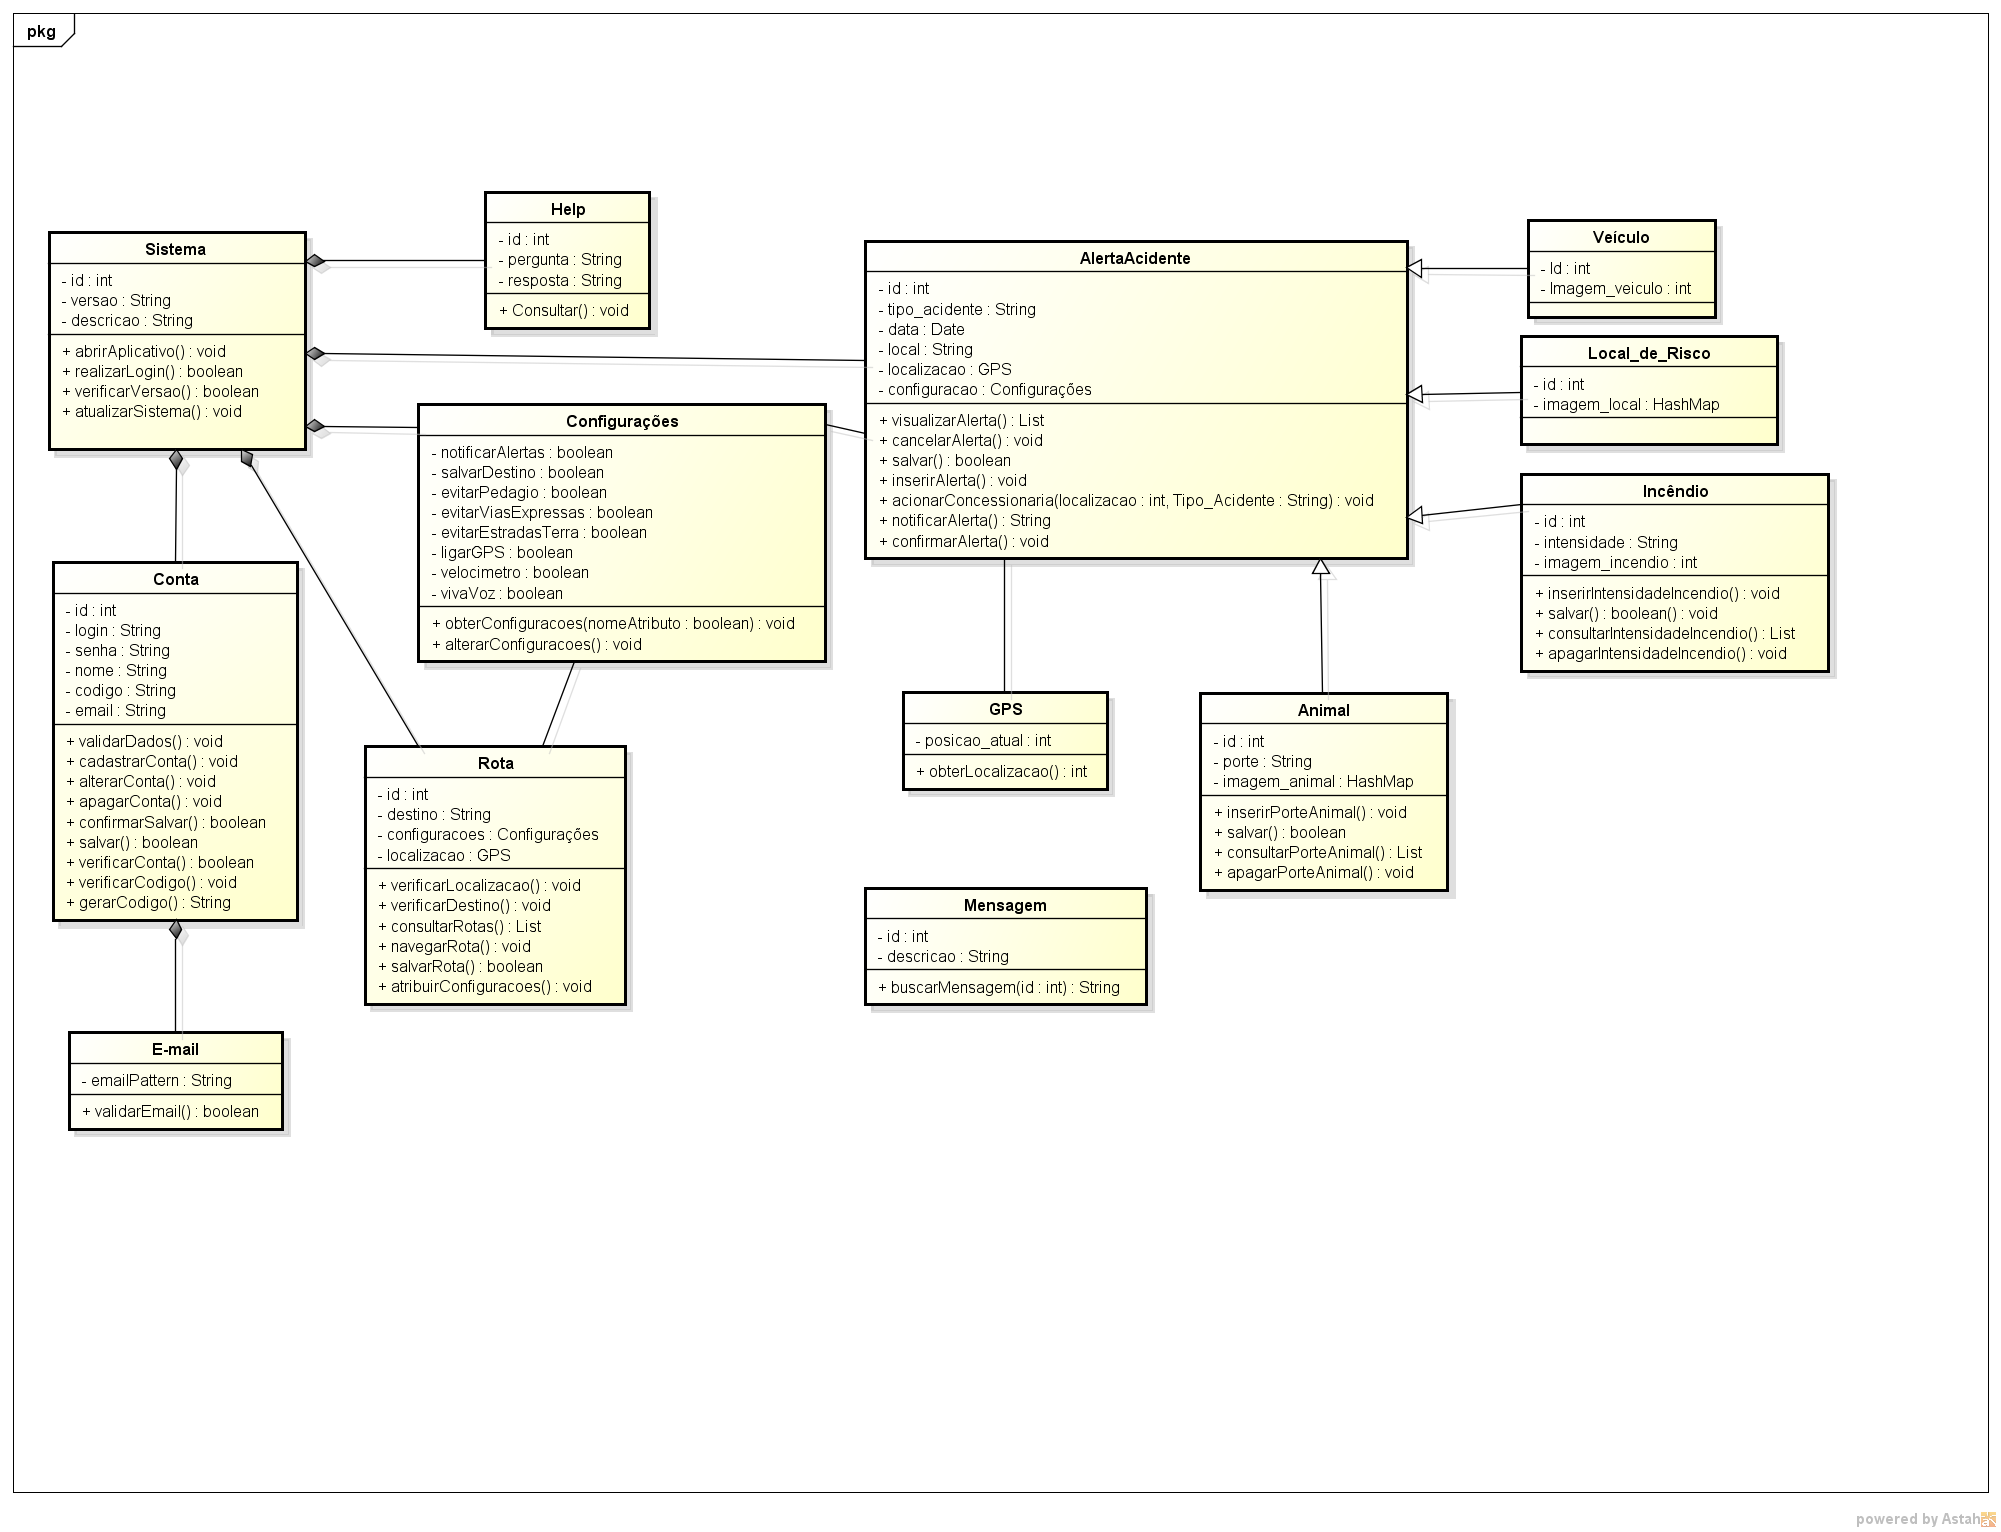 pkg
Help
- id : int
- pergunta : String
- resposta : String
+ Consultar() : void
Sistema
- id : int
- versao : String
- descricao : String
+ abrirAplicativo() : void
+ realizarLogin() : boolean
+ verificarVersao() : boolean
+ atualizarSistema() : void
AlertaAcidente
- id : int
- tipo_acidente : String
- data : Date
- local : String
- localizacao : GPS
- configuracao : Configurações
+ visualizarAlerta() : List
+ cancelarAlerta() : void
+ salvar() : boolean
+ inserirAlerta() : void
+ acionarConcessionaria(localizacao : int, Tipo_Acidente : String) : void
+ notificarAlerta() : String
+ confirmarAlerta() : void
Veículo
- Id : int
- Imagem_veiculo : int
Local_de_Risco
- id : int
- imagem_local : HashMap
Incêndio
- id : int
- intensidade : String
- imagem_incendio : int
+ inserirIntensidadeIncendio() : void
+ salvar() : boolean() : void
+ consultarIntensidadeIncendio() : List
+ apagarIntensidadeIncendio() : void
Configurações
- notificarAlertas : boolean
- salvarDestino : boolean
- evitarPedagio : boolean
- evitarViasExpressas : boolean
- evitarEstradasTerra : boolean
- ligarGPS : boolean
- velocimetro : boolean
- vivaVoz : boolean
+ obterConfiguracoes(nomeAtributo : boolean) : void
+ alterarConfiguracoes() : void
Conta
- id : int
- login : String
- senha : String
- nome : String
- codigo : String
- email : String
+ validarDados() : void
+ cadastrarConta() : void
+ alterarConta() : void
+ apagarConta() : void
+ confirmarSalvar() : boolean
+ salvar() : boolean
+ verificarConta() : boolean
+ verificarCodigo() : void
+ gerarCodigo() : String
Rota
- id : int
- destino : String
- configuracoes : Configurações
- localizacao : GPS
+ verificarLocalizacao() : void
+ verificarDestino() : void
+ consultarRotas() : List
+ navegarRota() : void
+ salvarRota() : boolean
+ atribuirConfiguracoes() : void
GPS
- posicao_atual : int
+ obterLocalizacao() : int
Animal
- id : int
- porte : String
- imagem_animal : HashMap
+ inserirPorteAnimal() : void
+ salvar() : boolean
+ consultarPorteAnimal() : List
+ apagarPorteAnimal() : void
Mensagem
- id : int
- descricao : String
+ buscarMensagem(id : int) : String
E-mail
- emailPattern : String
+ validarEmail() : boolean
powered by Astah